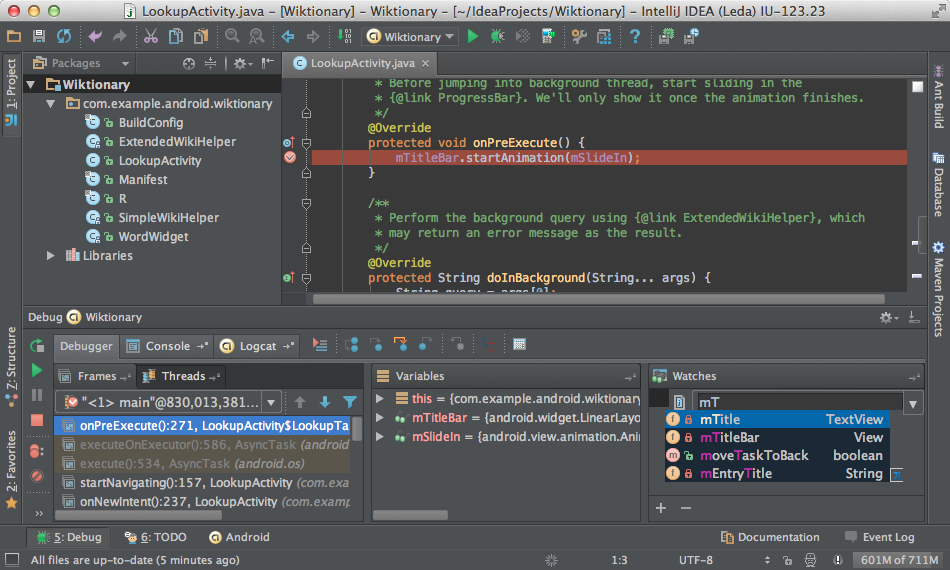 LookupActivity.java - [Wiktionary] - Wiktionary - [~/IdeaProjects/Wiktionary] - IntelliJ IDEA (Leda) IU-123.23
Wiktionary
1: Project
Packages
Wiktionary
com.example.android.wiktionary
BuildConfig
ExtendedWikiHelper
LookupActivity
Manifest
R
SimpleWikiHelper
WordWidget
Libraries
LookupActivity.java
* Before jumping into background thread, start sliding in the
* {@link ProgressBar}. We'll only show it once the animation finishes.
*/
@Override
protected void onPreExecute() {
mTitleBar.startAnimation(mSlideIn);
}
/**
* Perform the background query using {@link ExtendedWikiHelper}, which
* may return an error message as the result.
*/
@Override
protected String doInBackground(String... args) {
String query = args[0];
Ant Build
Database
Maven Projects
Debug Wiktionary
Z: Structure
2: Favorites
Debugger
Console
Logcat
Frames
Threads
"<1> main"@830,013,381...
onPreExecute():271, LookupActivity$LookupTa
executeOnExecutor():586, AsyncTask (android
execute():534, AsyncTask (android.os)
startNavigating():157, LookupActivity (com.exa
onNewIntent():237, LookupActivity (com.examp
Variables
this = {com.example.android.wiktionary
mTitleBar = {android.widget.LinearLayo
mSlideIn = {android.view.animation.Ani
Watches
mT
mTitle TextView
mTitleBar View
moveTaskToBack boolean
mEntryTitle String
5: Debug
6: TODO
Android
Documentation
Event Log
All files are up-to-date (5 minutes ago)
1:3
UTF-8
601M of 711M